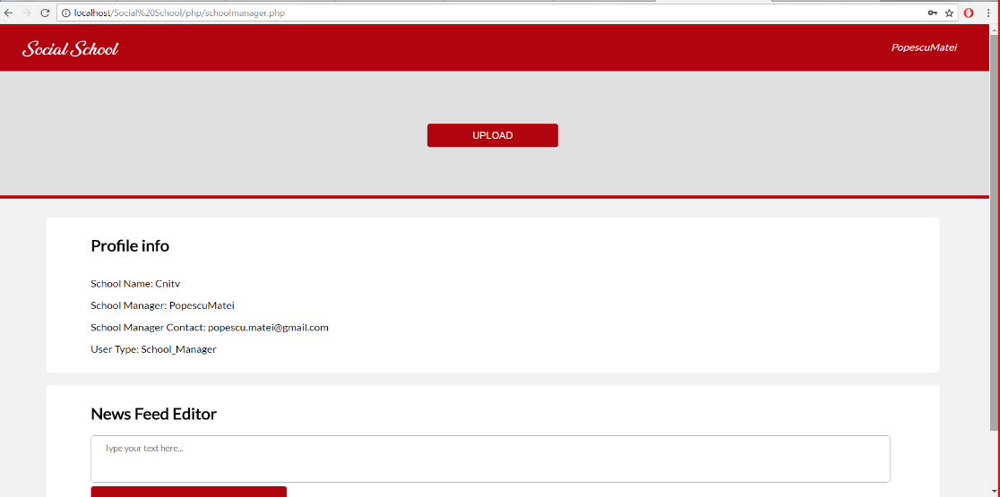 localhost/Social%20School/php/schoolmanager.php
Social School
PopescuMatei
UPLOAD
Profile info
School Name: Cnitv
School Manager: PopescuMatei
School Manager Contact: popescu.matei@gmail.com
User Type: School_Manager
News Feed Editor
Type your text here...